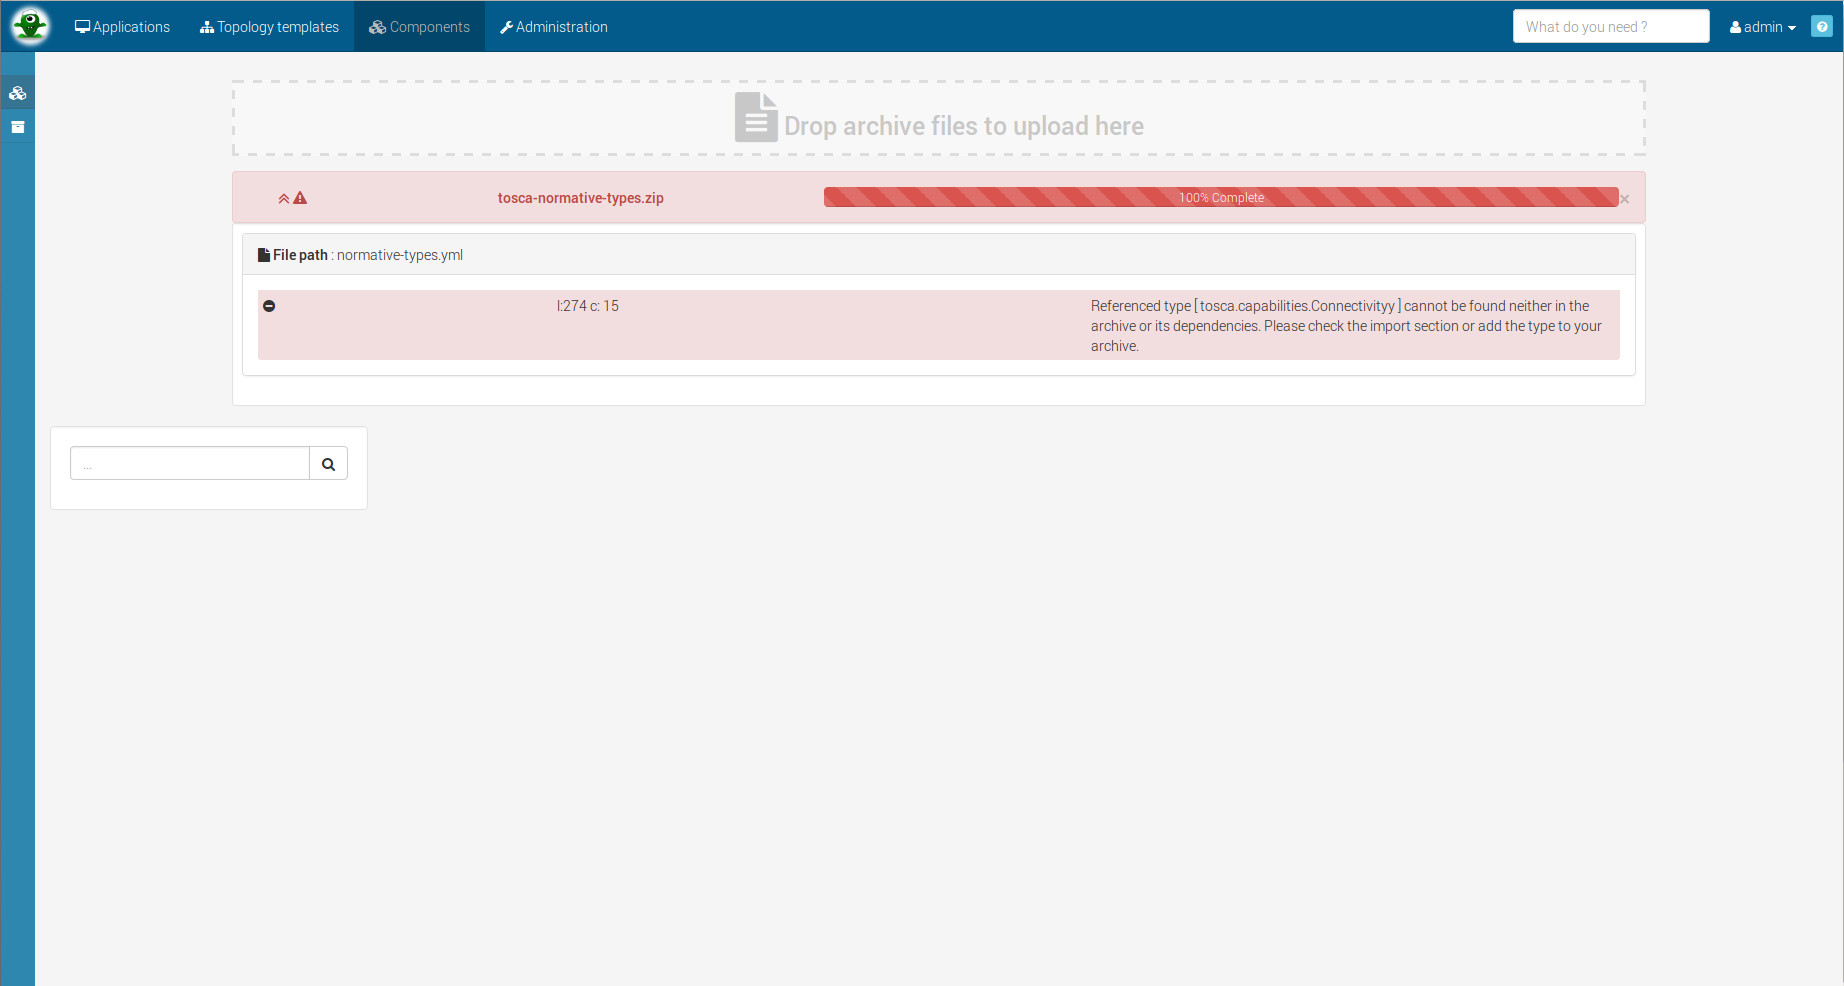 Applications
Topology templates
Components
Administration
What do you need ?
admin
Drop archive files to upload here
tosca-normative-types.zip
100% Complete
×
File path : normative-types.yml
l:274 c: 15
Referenced type [ tosca.capabilities.Connectivityy ] cannot be found neither in the
archive or its dependencies. Please check the import section or add the type to your
archive.
...